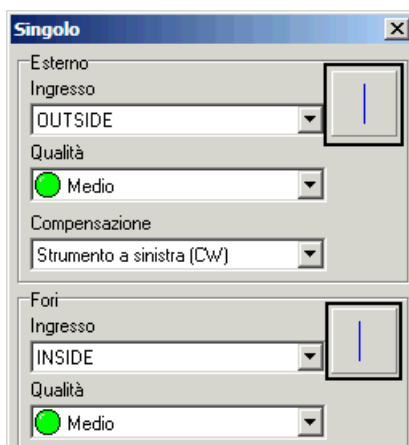 Singolo
Esterno
Ingresso
OUTSIDE
Qualità
Medio
Compensazione
Strumento a sinistra (CW)
Fori
Ingresso
INSIDE
Qualità
Medio